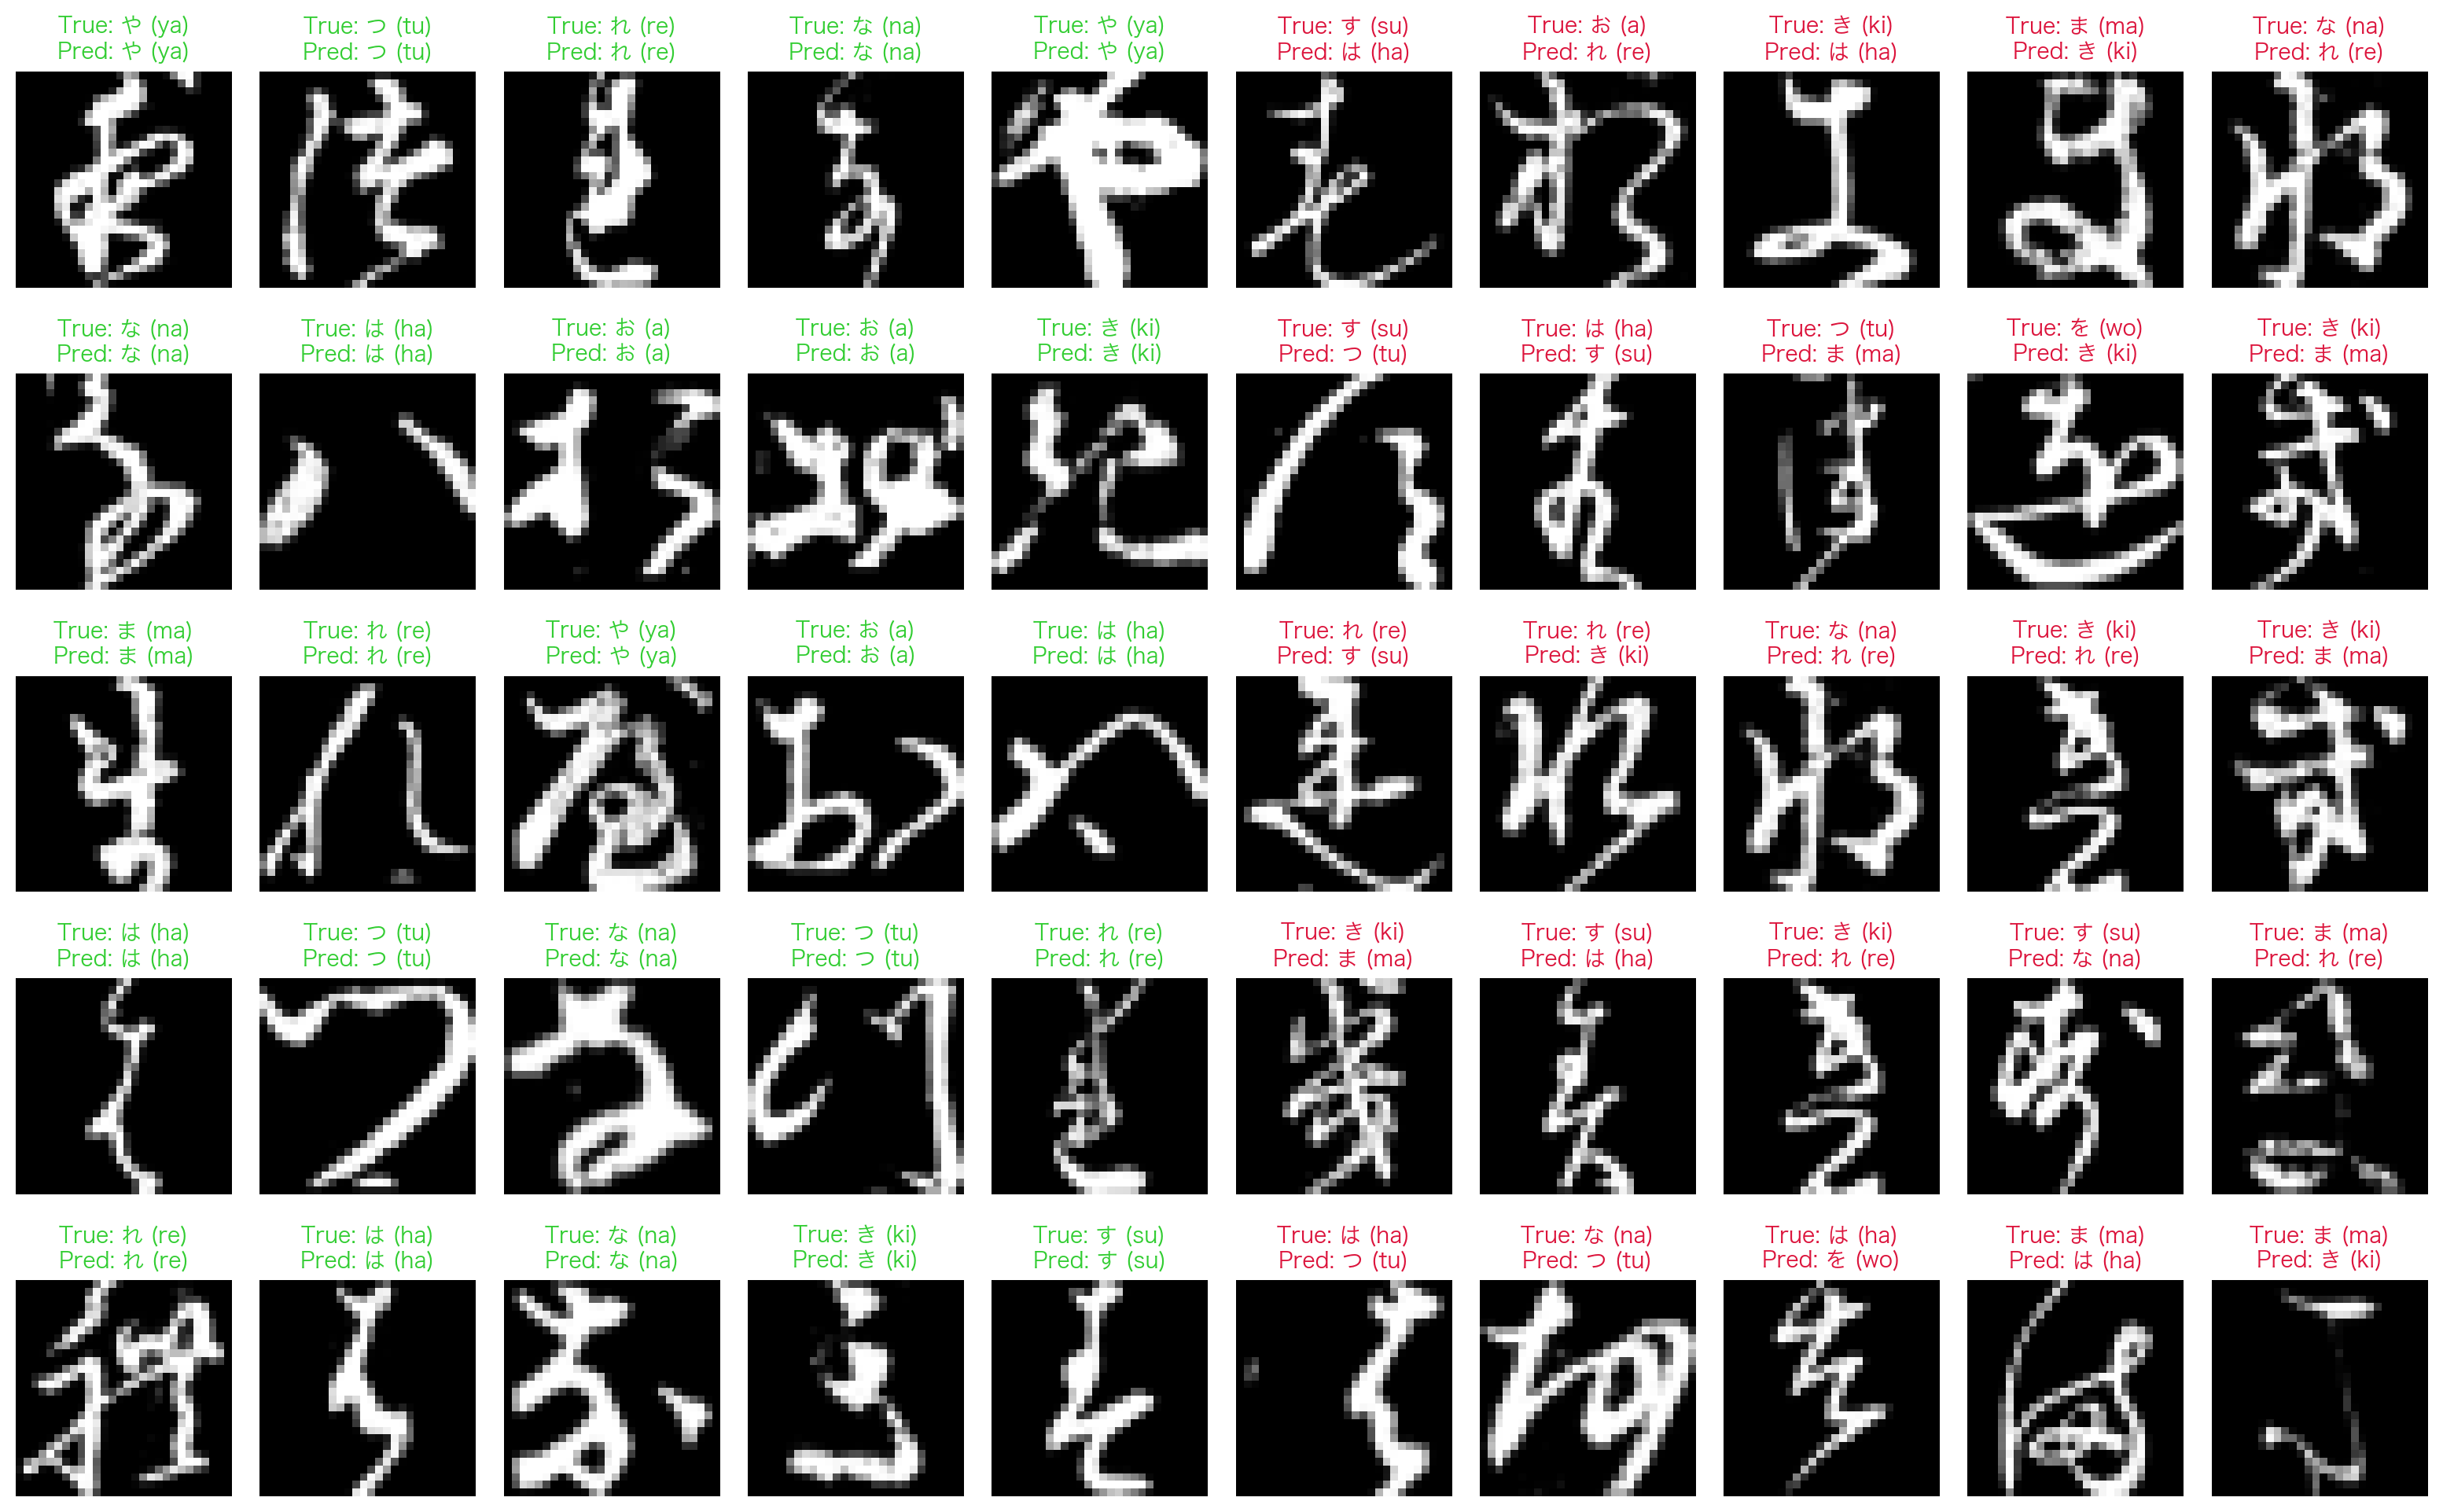 True: や (ya) True: つ (tu) True: れ (re) True: な (na) True: や (ya) True: す (su) True: お (a) True: き (ki) True: ま (ma) True: な (na)
Pred: や (ya) Pred: つ (tu) Pred: れ (re) Pred: な (na) Pred: や (ya) Pred: は (ha) Pred: れ (re) Pred: は (ha) Pred: き (ki) Pred: れ (re)
True: な (na) True: は (ha) True: お (a) True: お (a) True: き (ki) True: す (su) True: は (ha) True: つ (tu) True: を (wo) True: き (ki)
Pred: な (na) Pred: は (ha) Pred: お (a) Pred: お (a) Pred: き (ki) Pred: つ (tu) Pred: す (su) Pred: ま (ma) Pred: き (ki) Pred: ま (ma)
True: ま (ma) True: れ (re) True: や (ya) True: お (a) True: は (ha) True: れ (re) True: れ (re) True: な (na) True: き (ki) True: き (ki)
Pred: ま (ma) Pred: れ (re) Pred: や (ya) Pred: お (a) Pred: は (ha) Pred: す (su) Pred: き (ki) Pred: れ (re) Pred: れ (re) Pred: ま (ma)
True: は (ha) True: つ (tu) True: な (na) True: つ (tu) True: れ (re) True: き (ki) True: す (su) True: き (ki) True: す (su) True: ま (ma)
Pred: は (ha) Pred: つ (tu) Pred: な (na) Pred: つ (tu) Pred: れ (re) Pred: ま (ma) Pred: は (ha) Pred: れ (re) Pred: な (na) Pred: れ (re)
True: れ (re) True: は (ha) True: な (na) True: き (ki) True: す (su) True: は (ha) True: な (na) True: は (ha) True: ま (ma) True: ま (ma)
Pred: れ (re) Pred: は (ha) Pred: な (na) Pred: き (ki) Pred: す (su) Pred: つ (tu) Pred: つ (tu) Pred: を (wo) Pred: は (ha) Pred: き (ki)